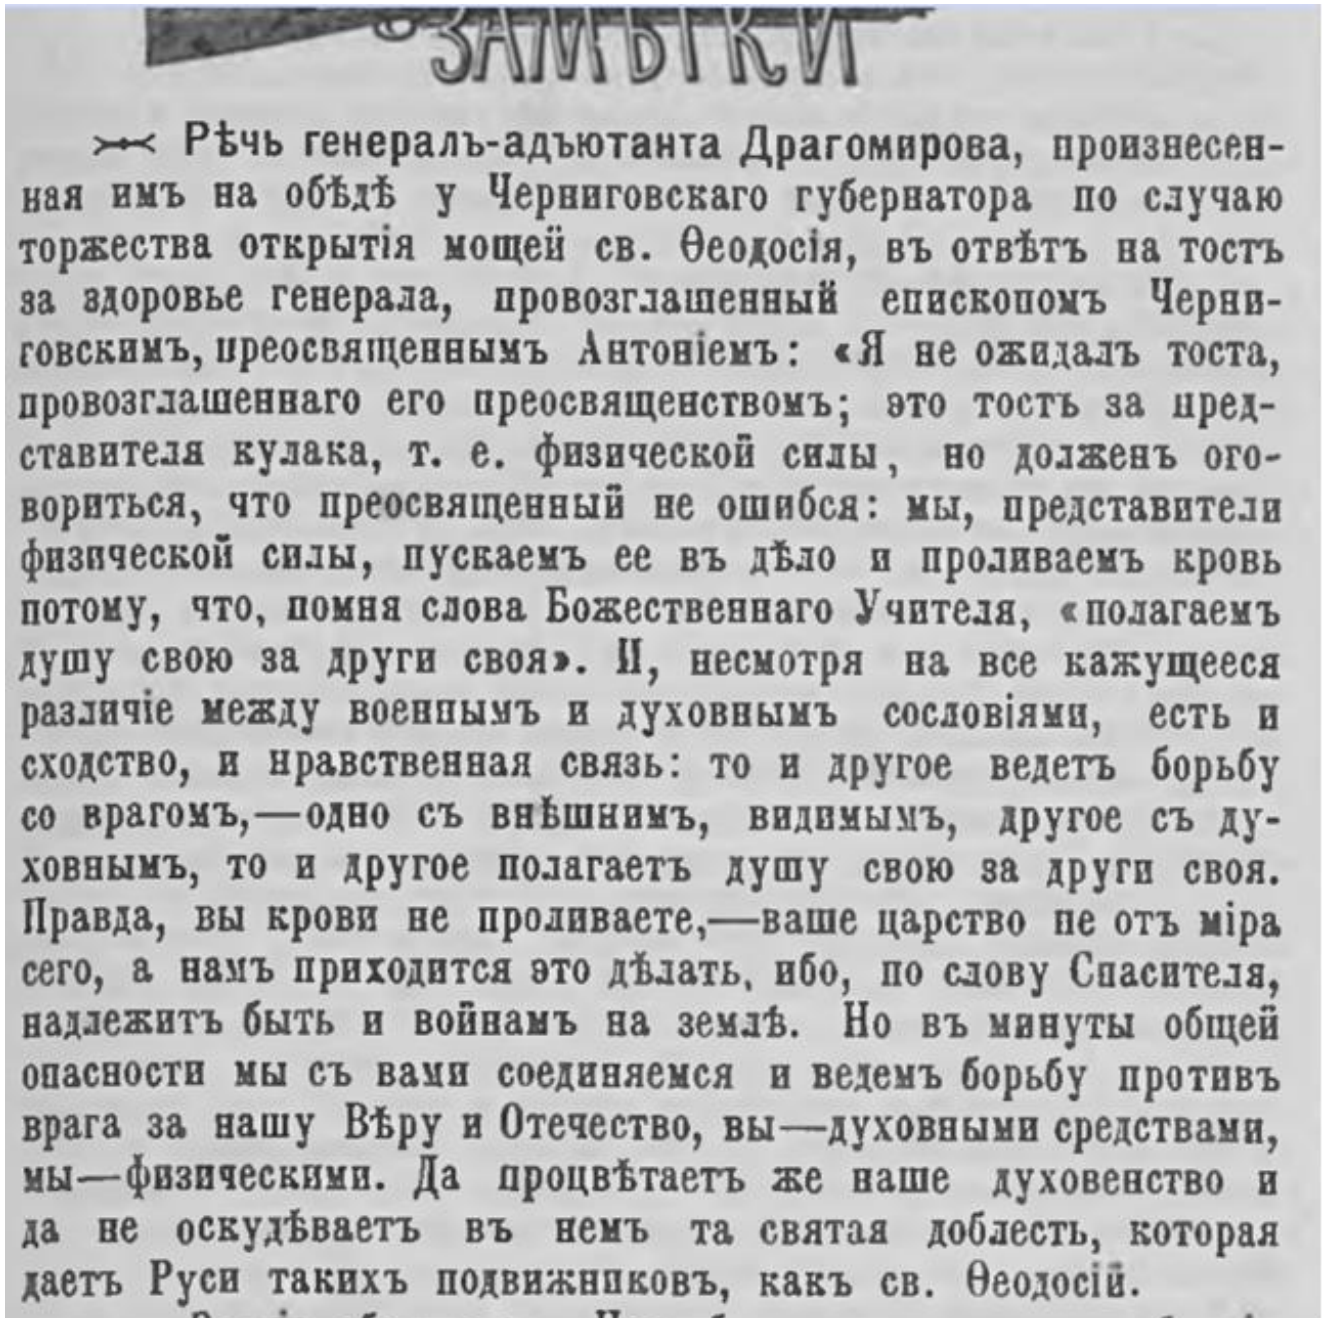 ЗАМѢТКИ
Рѣчь генералъ-адъютанта Драгомирова, произнесен-
ная имъ на обѣдѣ у Черниговскаго губернатора по случаю
торжества открытія мощей св. Ѳеодосія, въ отвѣтъ на тостъ
за здоровье генерала, провозглашенный епископомъ Черни-
говскимъ, преосвященнымъ Антоніемъ: «Я не ожидалъ тоста,
провозглашеннаго его преосвященствомъ; это тостъ за пред-
ставителя кулака, т. е. физической силы, но долженъ ого-
вориться, что преосвященный не ошибся: мы, представители
физической силы, пускаемъ ее въ дѣло и проливаемъ кровь
потому, что, помня слова Божественнаго Учителя, «полагаемъ
душу свою за други своя». И, несмотря на все кажущееся
различіе между военнымъ и духовнымъ сословіями, есть и
сходство, и нравственная связь: то и другое ведетъ борьбу
со врагомъ,—одно съ внѣшнимъ, видимымъ, другое съ ду-
ховнымъ, то и другое полагаетъ душу свою за други своя.
Правда, вы крови не проливаете,—ваше царство не отъ міра
сего, а намъ приходится это дѣлать, ибо, по слову Спасителя,
надлежитъ быть и войнамъ на землѣ. Но въ минуты общей
опасности мы съ вами соединяемся и ведемъ борьбу противъ
врага за нашу Вѣру и Отечество, вы—духовными средствами,
мы—физическими. Да процвѣтаетъ же наше духовенство и
да не оскудѣваетъ въ немъ та святая доблесть, которая
даетъ Руси такихъ подвижниковъ, какъ св. Ѳеодосій.